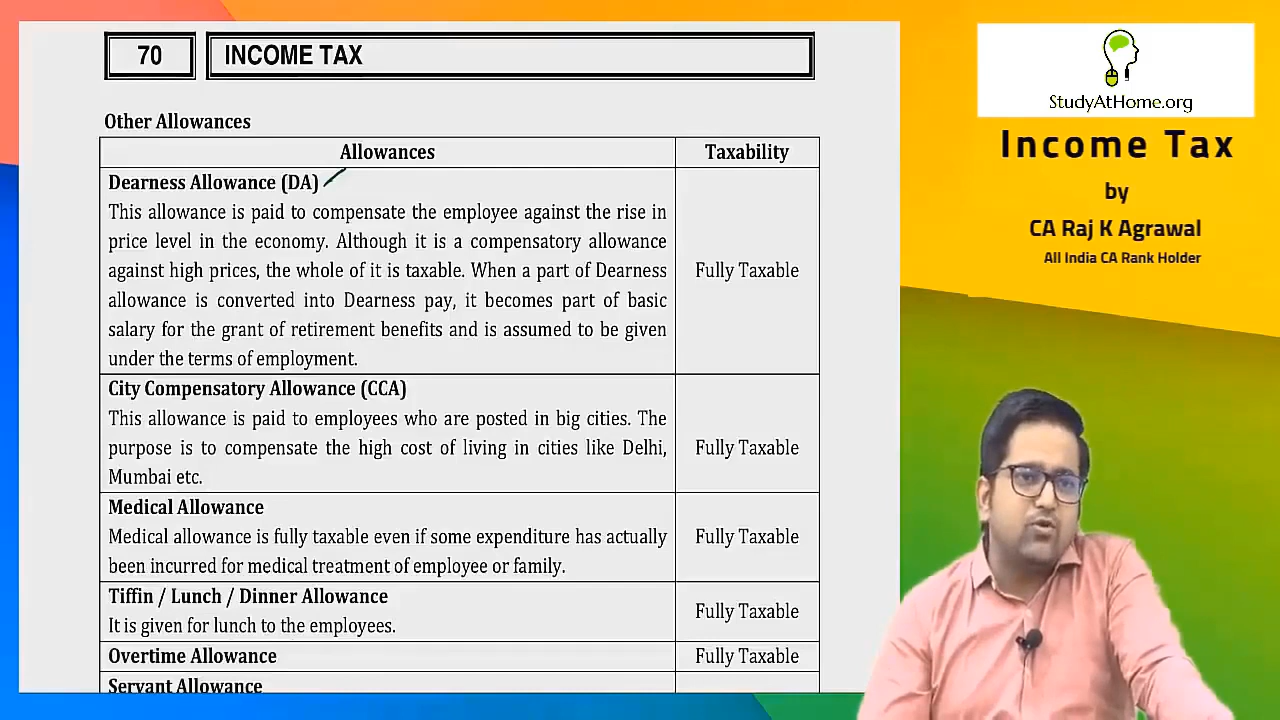 70
INCOME TAX
Other Allowances
Allowances
Taxability
Dearness Allowance (DA)
This allowance is paid to compensate the employee against the rise in
price level in the economy. Although it is a compensatory allowance
against high prices, the whole of it is taxable. When a part of Dearness
allowance is converted into Dearness pay, it becomes part of basic
salary for the grant of retirement benefits and is assumed to be given
under the terms of employment.
Fully Taxable
City Compensatory Allowance (CCA)
This allowance is paid to employees who are posted in big cities. The
purpose is to compensate the high cost of living in cities like Delhi,
Mumbai etc.
Fully Taxable
Medical Allowance
Medical allowance is fully taxable even if some expenditure has actually
been incurred for medical treatment of employee or family.
Fully Taxable
Tiffin / Lunch / Dinner Allowance
It is given for lunch to the employees.
Fully Taxable
Overtime Allowance
Fully Taxable
Servant Allowance
StudyAtHome.org
Income Tax
by
CA Raj K Agrawal
All India CA Rank Holder